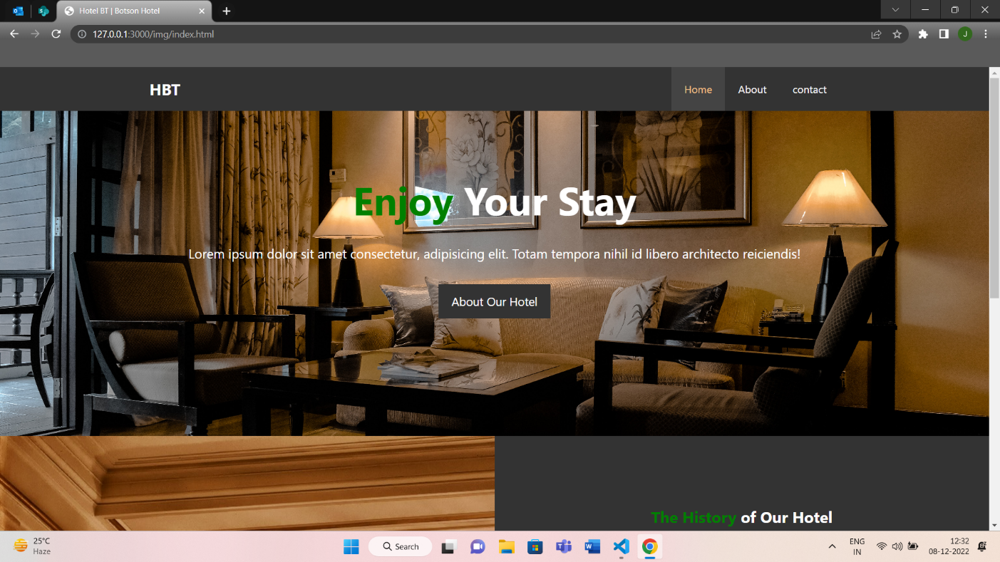 Hotel BT | Botson Hotel
127.0.0.1:3000/img/index.html
J
HBT
Home
About
contact
Enjoy Your Stay
Lorem ipsum dolor sit amet consectetur, adipisicing elit. Totam tempora nihil id libero architecto reiciendis!
About Our Hotel
The History of Our Hotel
25°C
Haze
Search
ENG
IN
12:32
08-12-2022